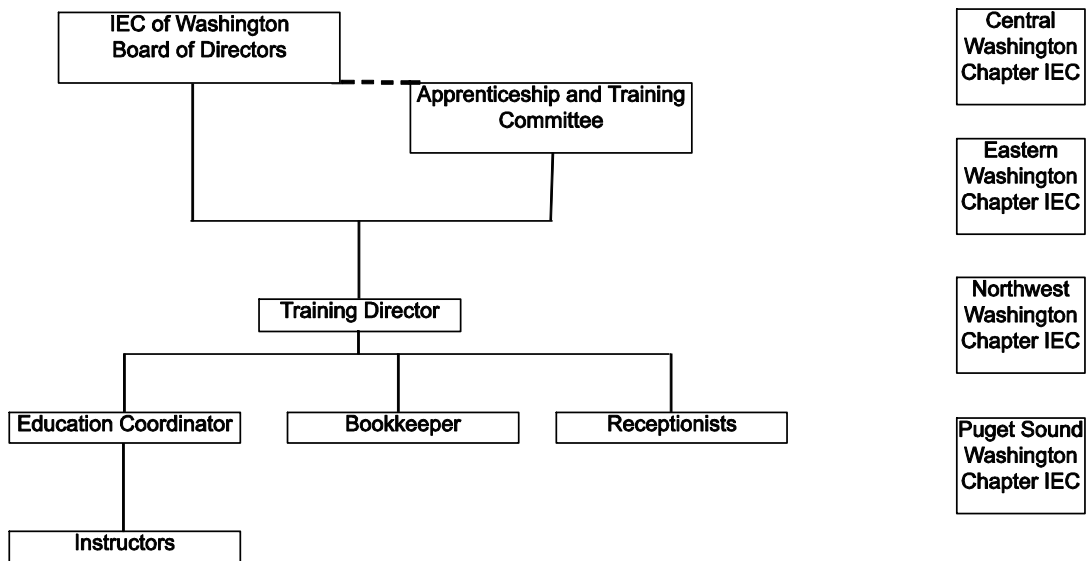 IEC of Washington
Board of Directors
Apprenticeship and Training
Committee
Training Director
Education Coordinator
Bookkeeper
Receptionists
Instructors
Central
Washington
Chapter IEC
Eastern
Washington
Chapter IEC
Northwest
Washington
Chapter IEC
Puget Sound
Washington
Chapter IEC